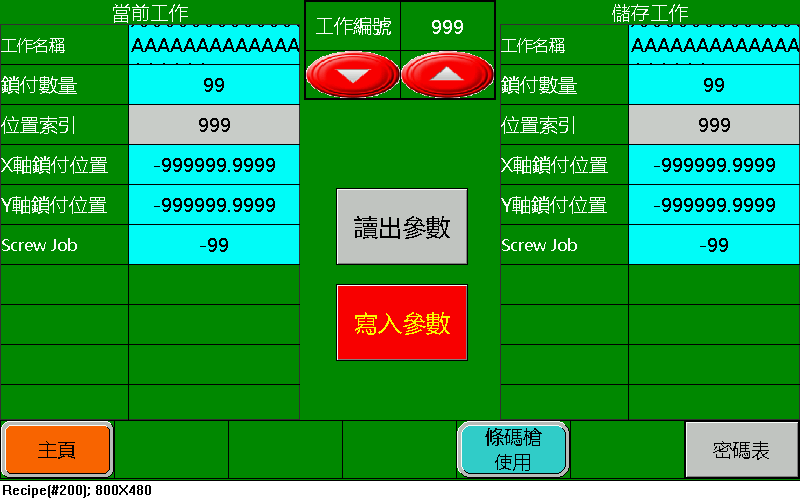 當前工作
工作編號
999
儲存工作
工作名稱
AAAAAAAAAAAAA
工作名稱
AAAAAAAAAAAAA
鎖付數量
99
鎖付數量
99
位置索引
999
位置索引
999
X軸鎖付位置
-999999.9999
X軸鎖付位置
-999999.9999
Y軸鎖付位置
-999999.9999
Y軸鎖付位置
-999999.9999
Screw Job
-99
Screw Job
-99
讀出參數
寫入參數
主頁
條碼槍
使用
密碼表
Recipe(#200); 800X480